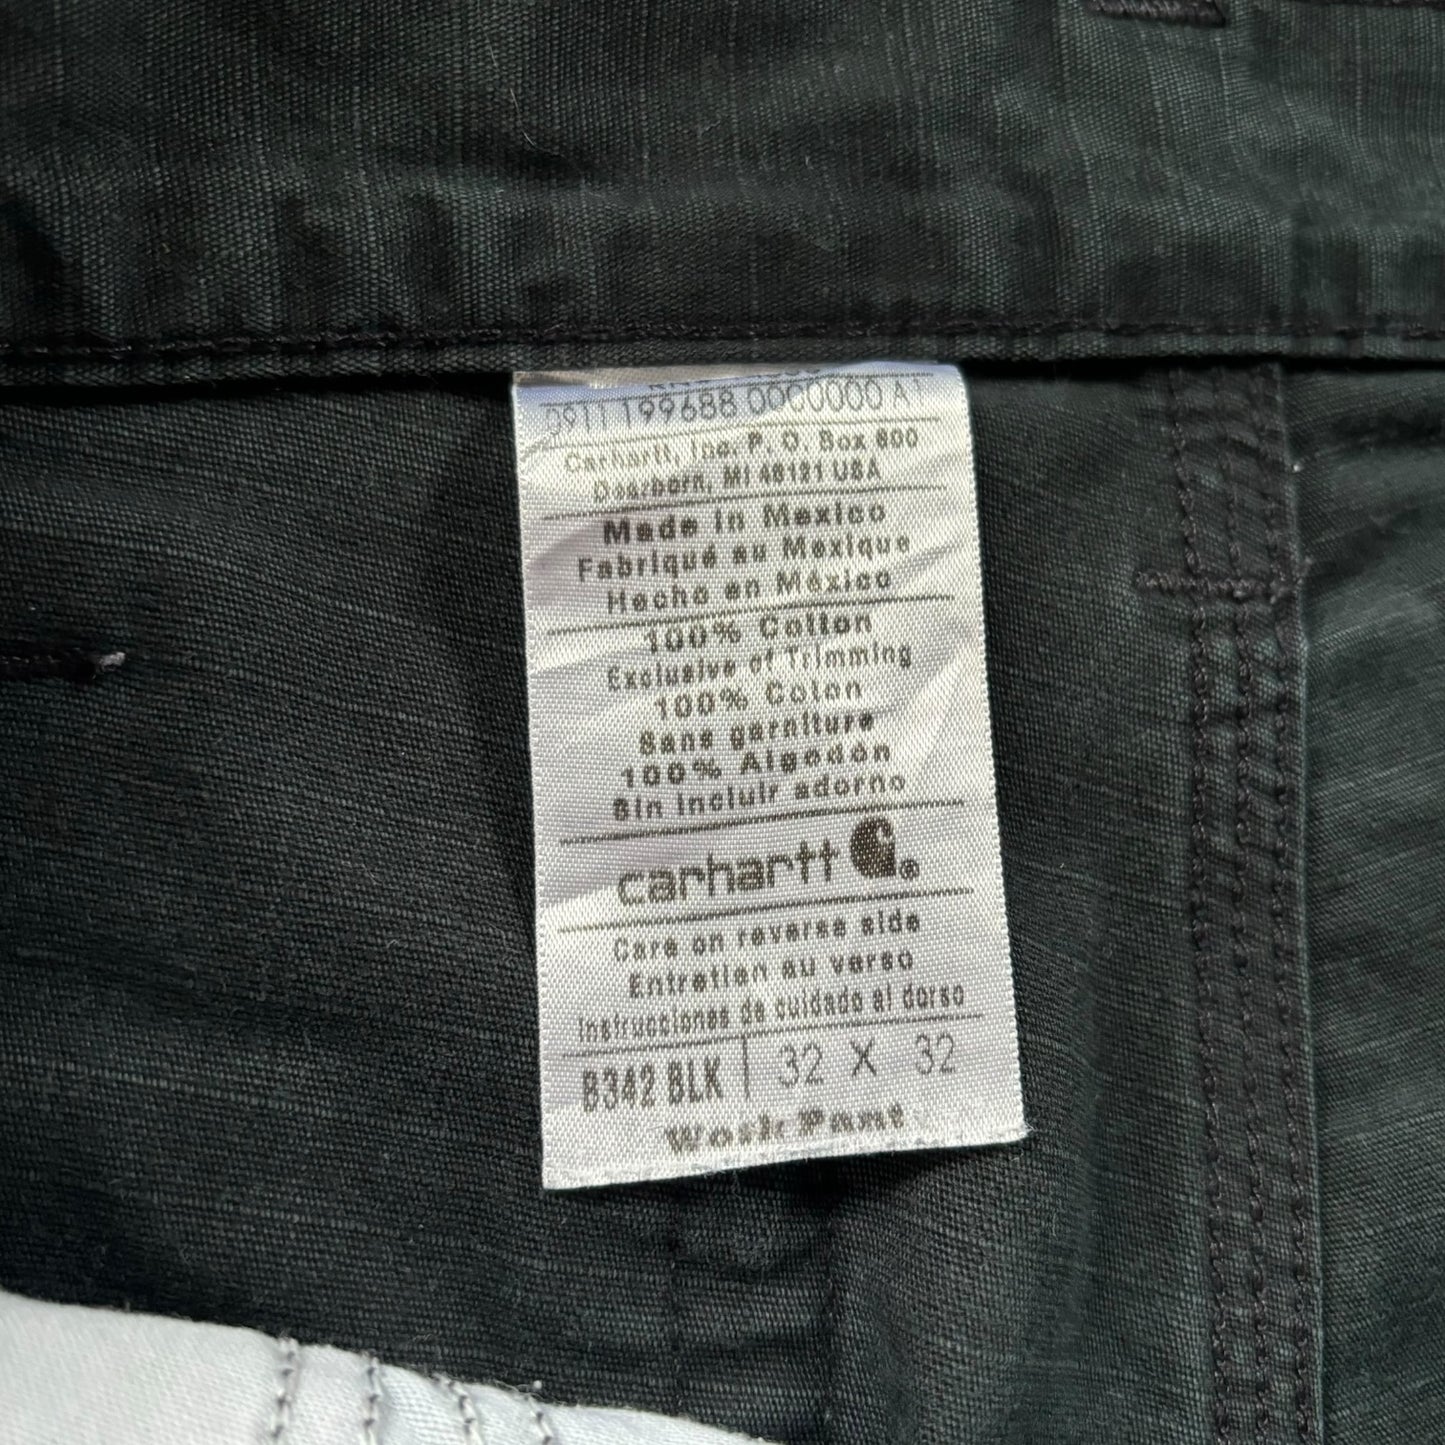 0911 199688 0000000 A1
Carhartt, Inc. P. O. Box 600
Dearborn, MI 48121 USA
Made in Mexico
Fabriqué au Mexique
Hecho en México
100% Cotton
Exclusive of Trimming
100% Coton
Sans garniture
100% Algodón
Sin incluir adorno
carhartt ®
Care on reverse side
Entretien au verso
Instrucciones de cuidado al dorso
B342 BLK 32 X 32
Work Pant